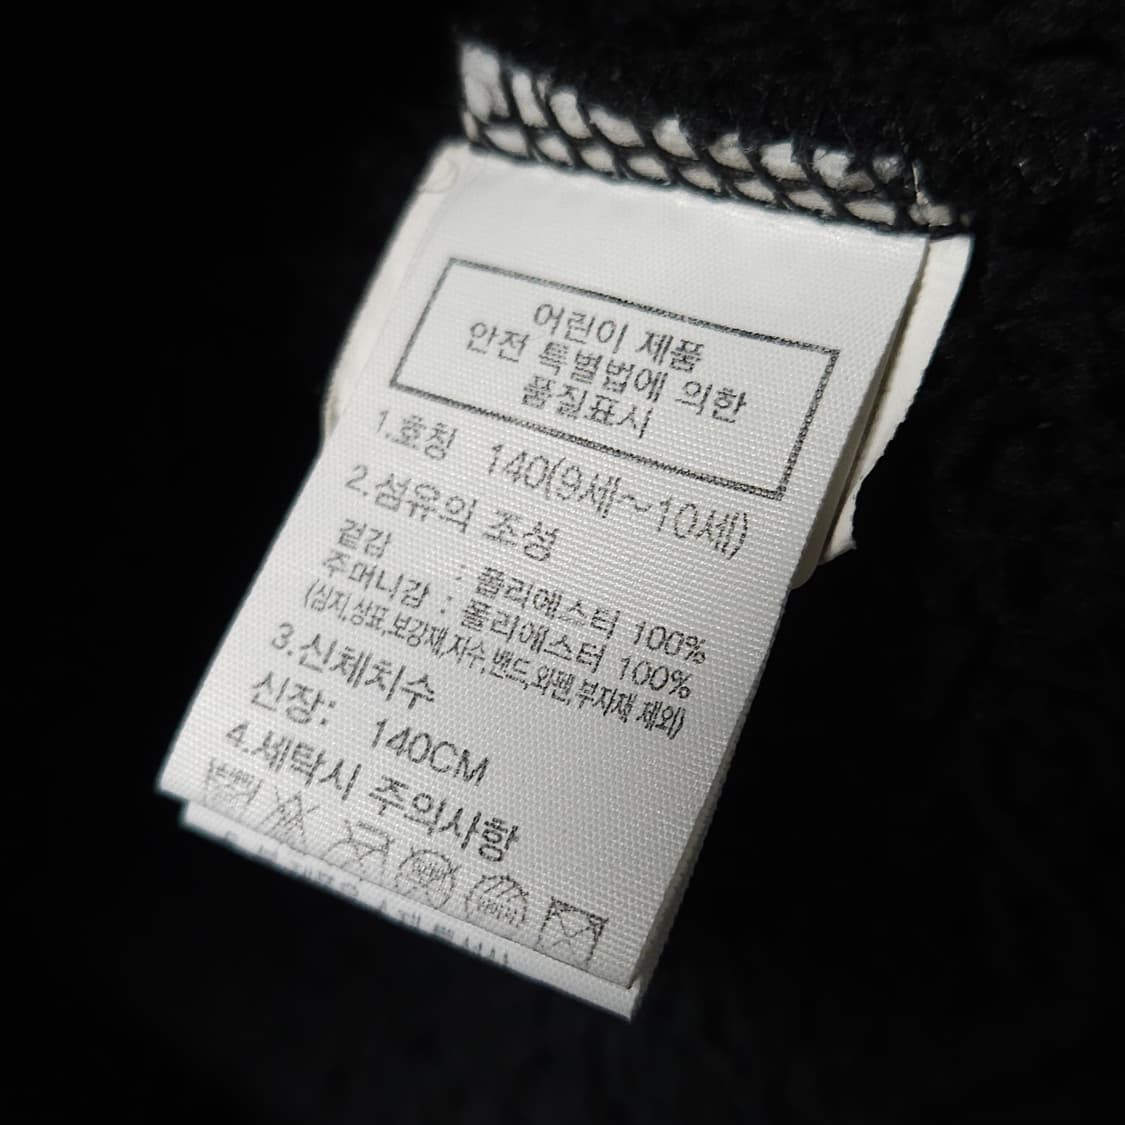 어린이 제품
안전 특별법에 의한
품질표시
1.호칭 140(9세~10세)
2.섬유의 조성
겉감 : 폴리에스터 100%
주머니감 : 폴리에스터 100%
(심지,상표,보강재,자수,밴드,와펜,부자재 제외)
3.신체치수
신장: 140CM
4.세탁시 주의사항